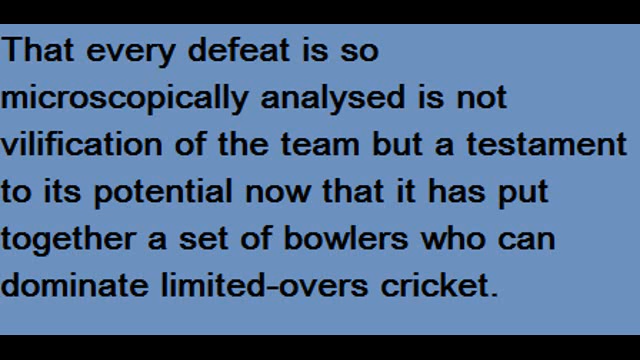 That every defeat is so
microscopically analysed is not
vilification of the team but a testament
to its potential now that it has put
together a set of bowlers who can
dominate limited-overs cricket.